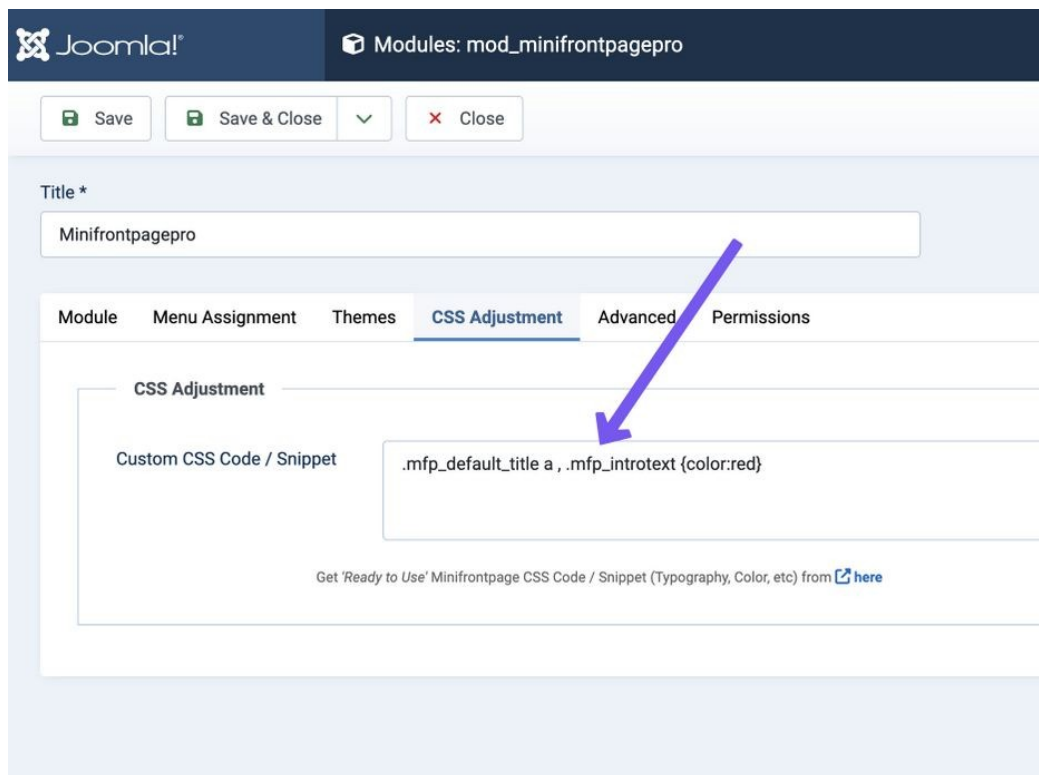 Joomla!® Modules: mod_minifrontpagepro
Save Save & Close Close
Title *
Minifrontpagepro
Module Menu Assignment Themes CSS Adjustment Advanced Permissions
CSS Adjustment
Custom CSS Code / Snippet .mfp_default_title a , .mfp_introtext {color:red}
Get 'Ready to Use' Minifrontpage CSS Code / Snippet (Typography, Color, etc) from here